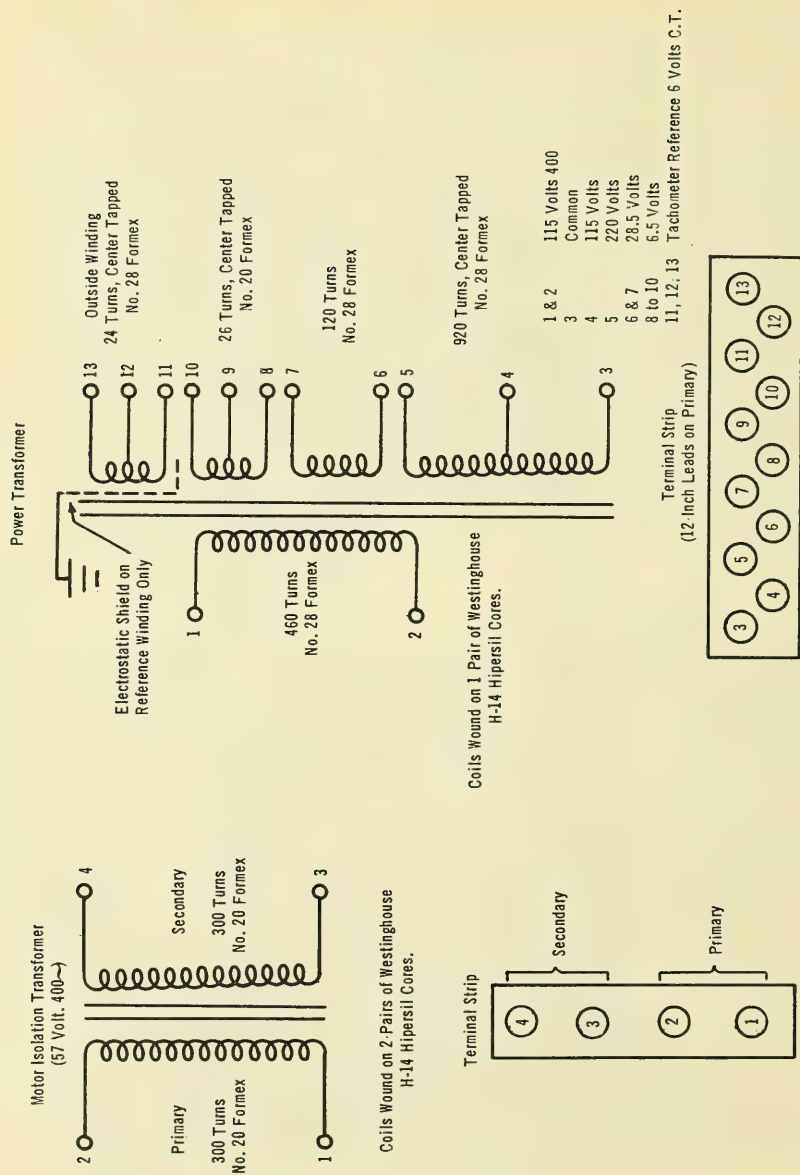 Motor Isolation Transformer
(57 Volt. 400~)
2
4
Primary
Secondary
300 Turns
No. 20 Formex
300 Turns
No. 20 Formex
1
3
Coils Wound on 2 Pairs of Westinghouse
H-14 Hipersil Cores.
Terminal Strip
4
3
2
1
Secondary
Primary
Power Transformer
Electrostatic Shield on
Reference Winding Only
1
460 Turns
No. 28 Formex
2
13
12
11
10
9
8
7
6
5
4
3
Outside Winding
24 Turns, Center Tapped
No. 28 Formex
26 Turns, Center Tapped
No. 20 Formex
120 Turns
No. 28 Formex
920 Turns, Center Tapped
No. 28 Formex
Coils Wound on 1 Pair of Westinghouse
H-14 Hipersil Cores.
1 & 2 115 Volts 400
3 Common
4 115 Volts
5 220 Volts
6 & 7 28.5 Volts
8 to 10 6.5 Volts
11, 12, 13 Tachometer Reference 6 Volts C.T.
Terminal Strip
(12-Inch Leads on Primary)
3
4
5
6
7
8
9
10
11
12
13